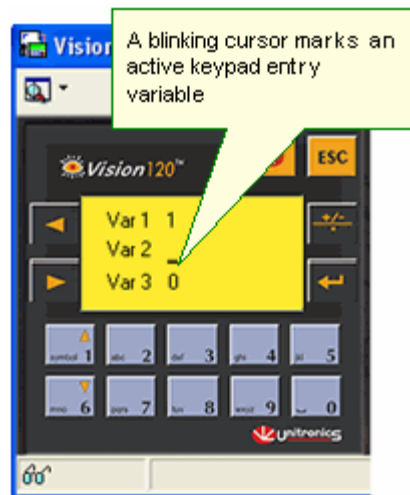 Vision
A blinking cursor marks an
active keypad entry
variable
Vision120™
ESC
+/-
Var 1 1
Var 2 _
Var 3 0
symbol 1
abc 2
def 3
ghi 4
jkl 5
mno 6
pqrs 7
tuv 8
wxyz 9
0
unitronics